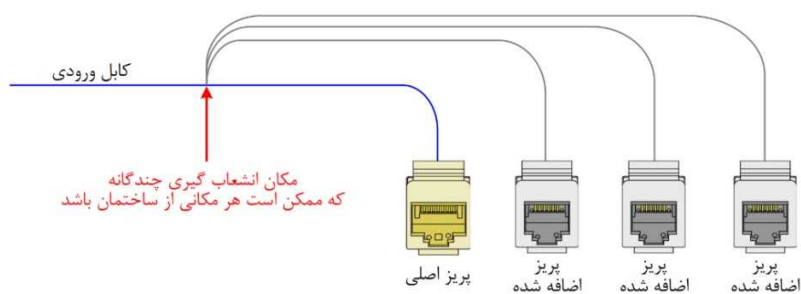 کابل ورودی
مکان انشعاب گیری چندگانه
که ممکن است هر مکانی از ساختمان باشد
پریز اصلی
پریز
اضافه شده
پریز
اضافه شده
پریز
اضافه شده